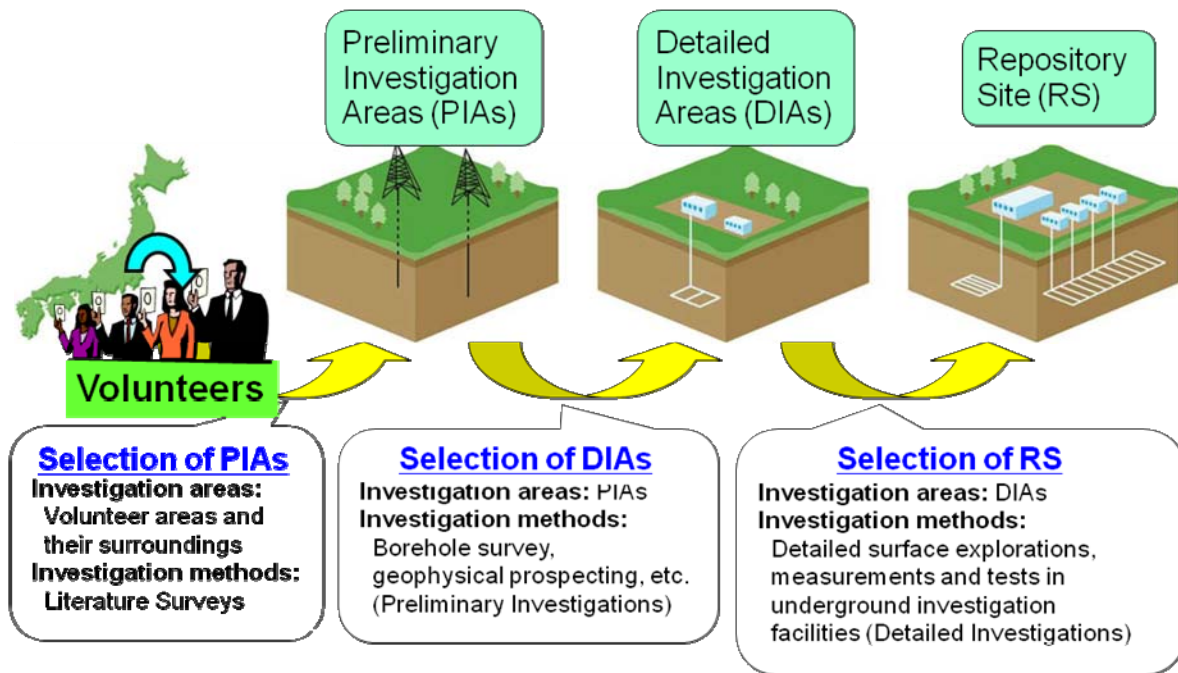 Preliminary
Investigation
Areas (PIAs)
Detailed
Investigation
Areas (DIAs)
Repository
Site (RS)
Volunteers
Selection of PIAs
Investigation areas:
Volunteer areas and
their surroundings
Investigation methods:
Literature Surveys
Selection of DIAs
Investigation areas: PIAs
Investigation methods:
Borehole survey,
geophysical prospecting, etc.
(Preliminary Investigations)
Selection of RS
Investigation areas: DIAs
Investigation methods:
Detailed surface explorations,
measurements and tests in
underground investigation
facilities (Detailed Investigations)